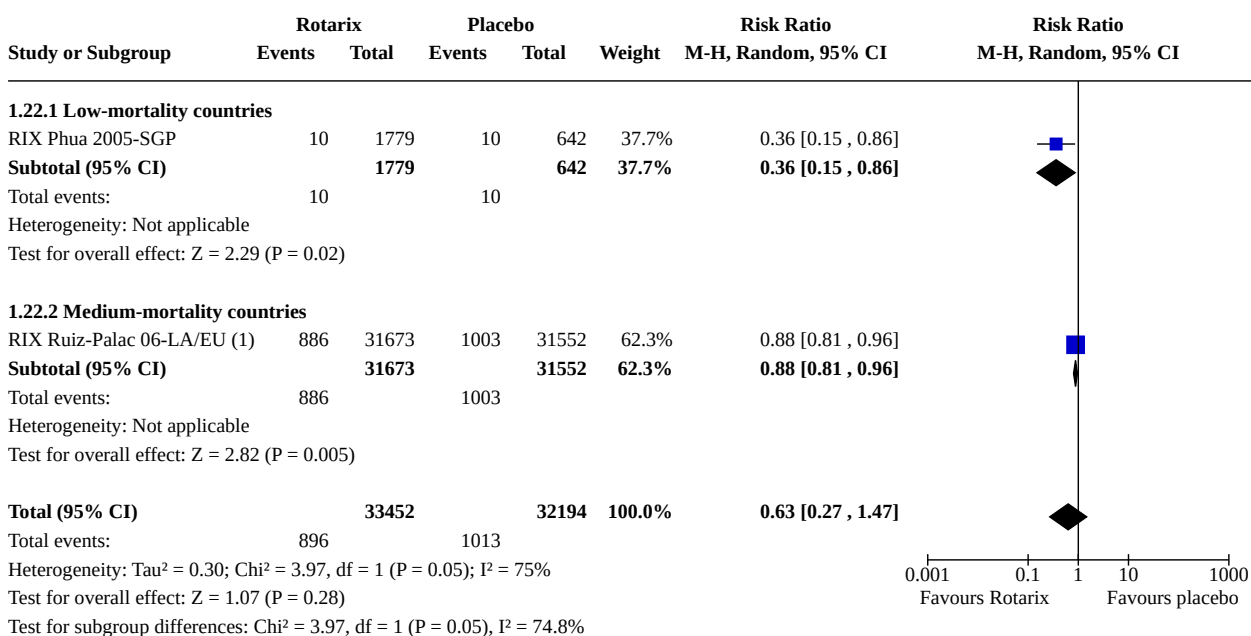 Rotarix Placebo Risk Ratio Risk Ratio
Study or Subgroup Events Total Events Total Weight M-H, Random, 95% CI M-H, Random, 95% CI
1.22.1 Low-mortality countries
RIX Phua 2005-SGP 10 1779 10 642 37.7% 0.36 [0.15 , 0.86]
Subtotal (95% CI) 1779 642 37.7% 0.36 [0.15 , 0.86]
Total events: 10 10
Heterogeneity: Not applicable
Test for overall effect: Z = 2.29 (P = 0.02)
1.22.2 Medium-mortality countries
RIX Ruiz-Palac 06-LA/EU (1) 886 31673 1003 31552 62.3% 0.88 [0.81 , 0.96]
Subtotal (95% CI) 31673 31552 62.3% 0.88 [0.81 , 0.96]
Total events: 886 1003
Heterogeneity: Not applicable
Test for overall effect: Z = 2.82 (P = 0.005)
Total (95% CI) 33452 32194 100.0% 0.63 [0.27 , 1.47]
Total events: 896 1013
Heterogeneity: Tau² = 0.30; Chi² = 3.97, df = 1 (P = 0.05); I² = 75%
0.001 0.1 1 10 1000
Test for overall effect: Z = 1.07 (P = 0.28)
Favours Rotarix Favours placebo
Test for subgroup differences: Chi² = 3.97, df = 1 (P = 0.05), I² = 74.8%